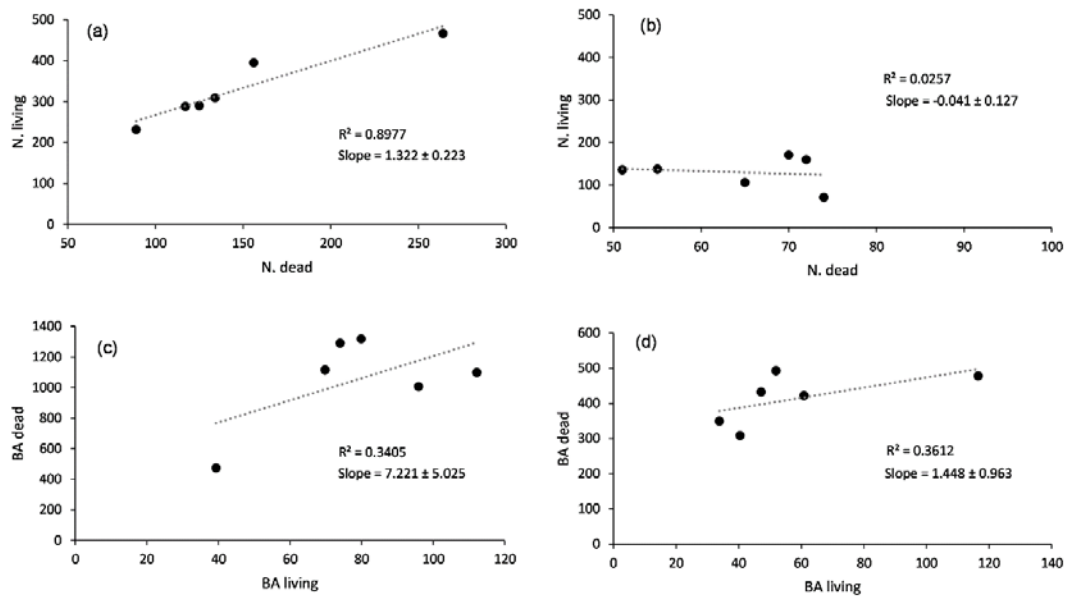 (a)
500
400
300
200
100
0
N. living
R² = 0.8977
Slope = 1.322 ± 0.223
50 100 150 200 250 300
N. dead
(b)
500
400
300
200
100
0
N. living
R² = 0.0257
Slope = -0.041 ± 0.127
50 60 70 80 90 100
N. dead
(c)
1400
1200
1000
800
600
400
200
0
BA dead
R² = 0.3405
Slope = 7.221 ± 5.025
0 20 40 60 80 100 120
BA living
(d)
600
500
400
300
200
100
0
BA dead
R² = 0.3612
Slope = 1.448 ± 0.963
0 20 40 60 80 100 120 140
BA living